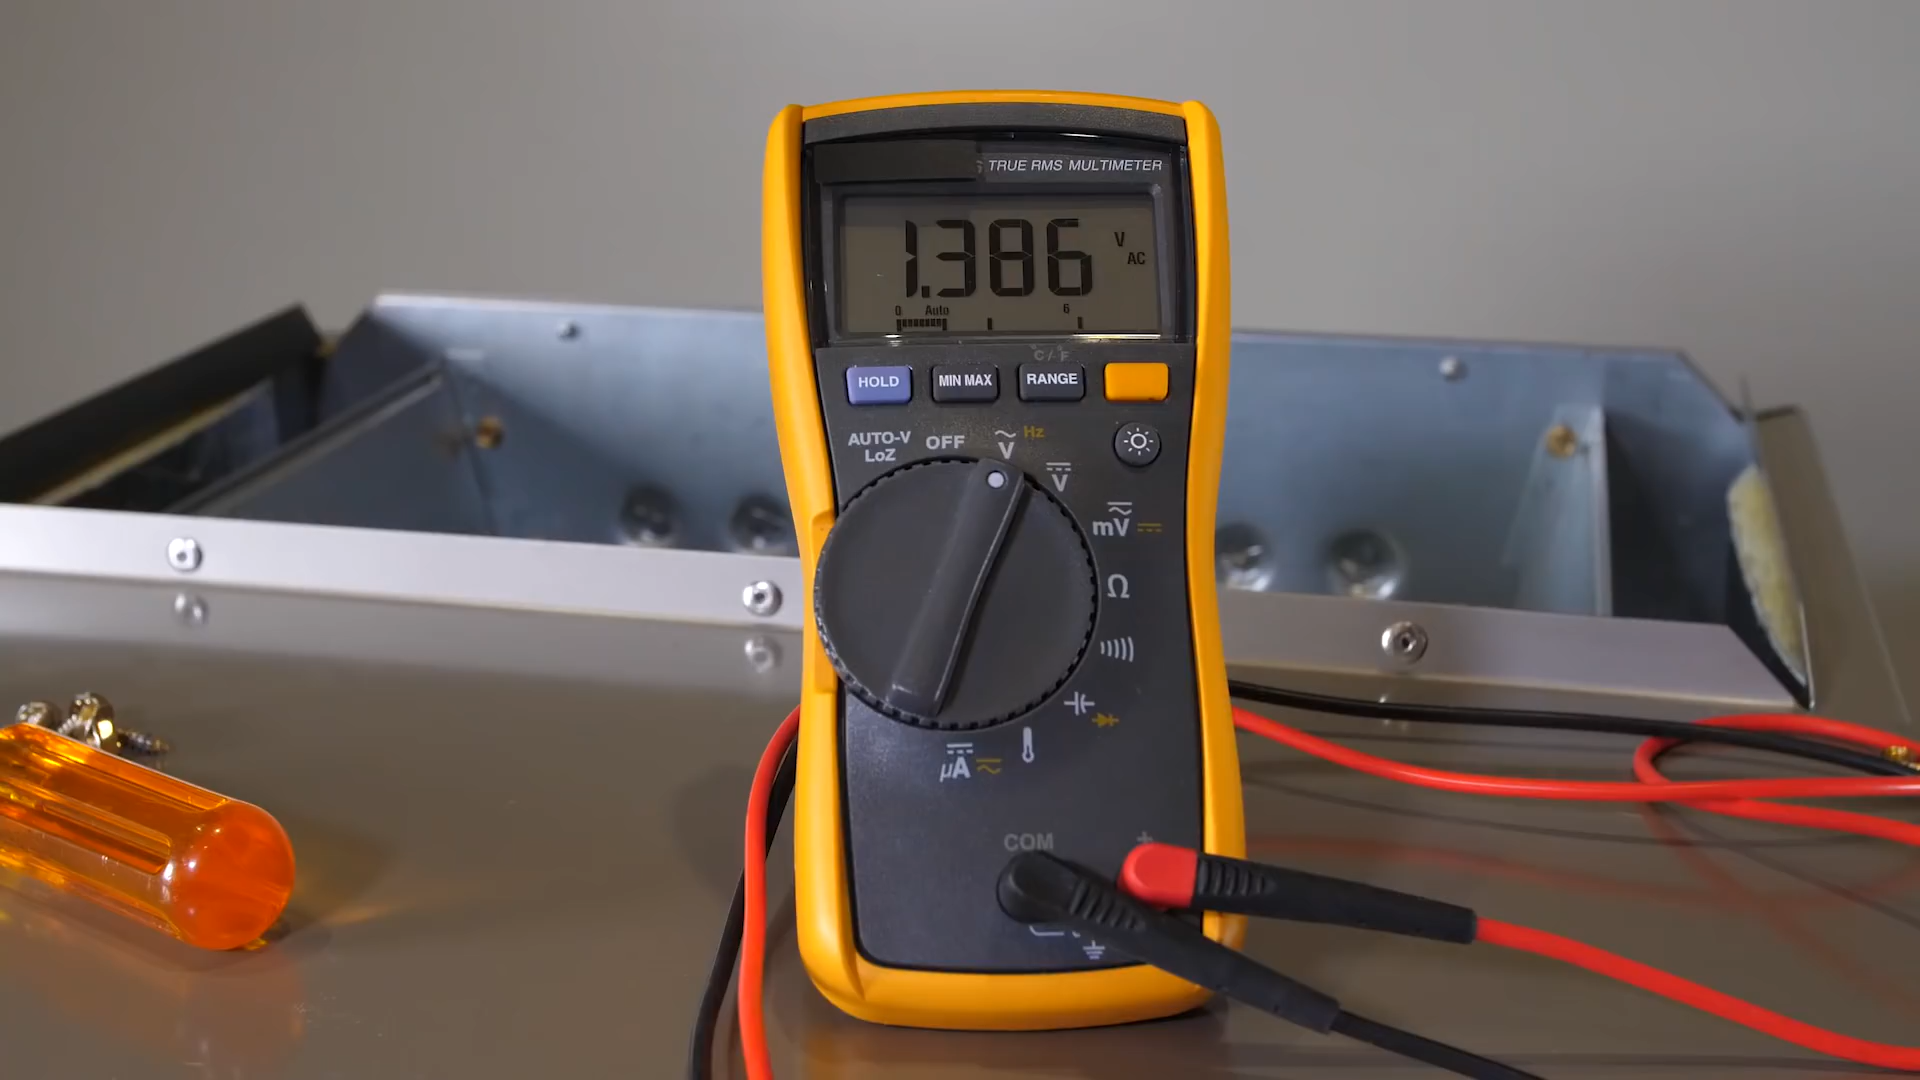 TRUE RMS MULTIMETER
1.386 V AC
0 Auto 6
°C / °F
HOLD MIN MAX RANGE
AUTO-V LoZ
OFF
V Hz
V
mV
Ω
µA
COM
+